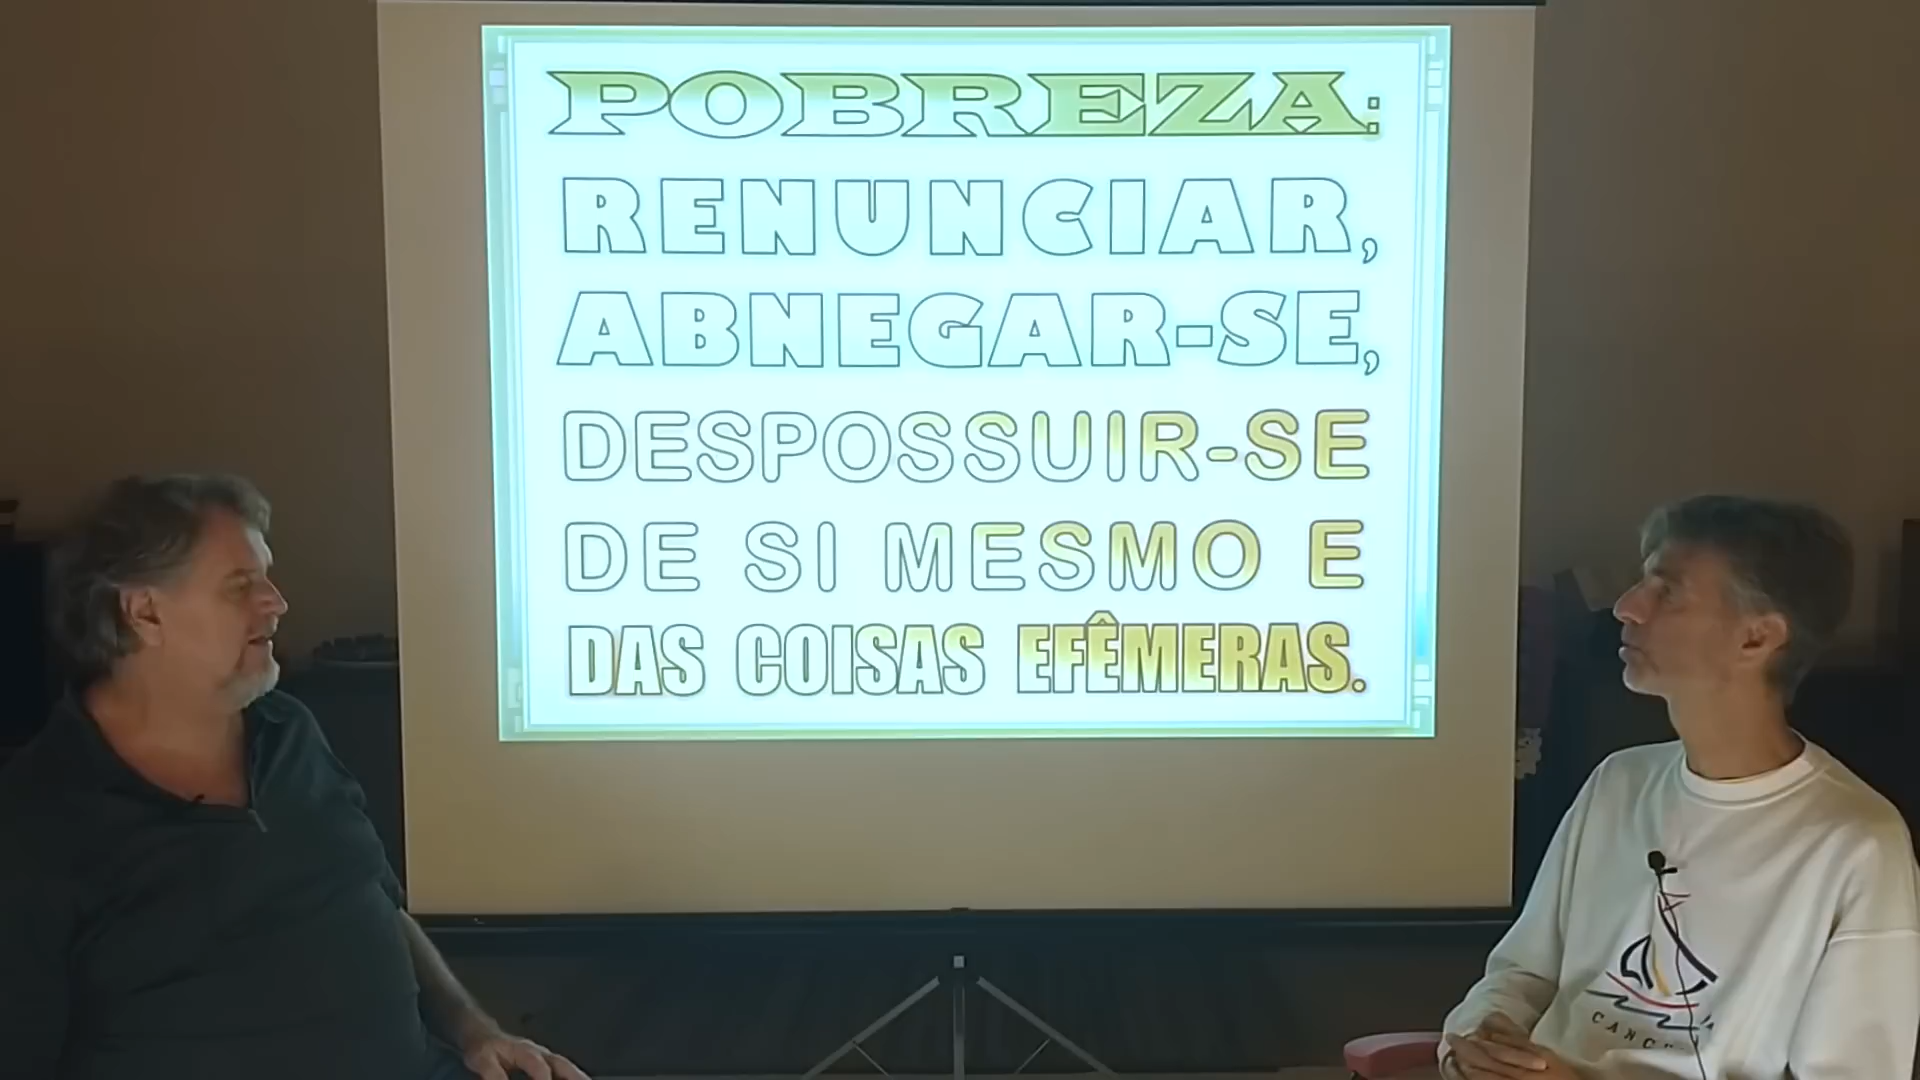 POBREZA:
RENUNCIAR,
ABNEGAR-SE,
DESPOSSUIR-SE
DE SI MESMO E
DAS COISAS EFÊMERAS.